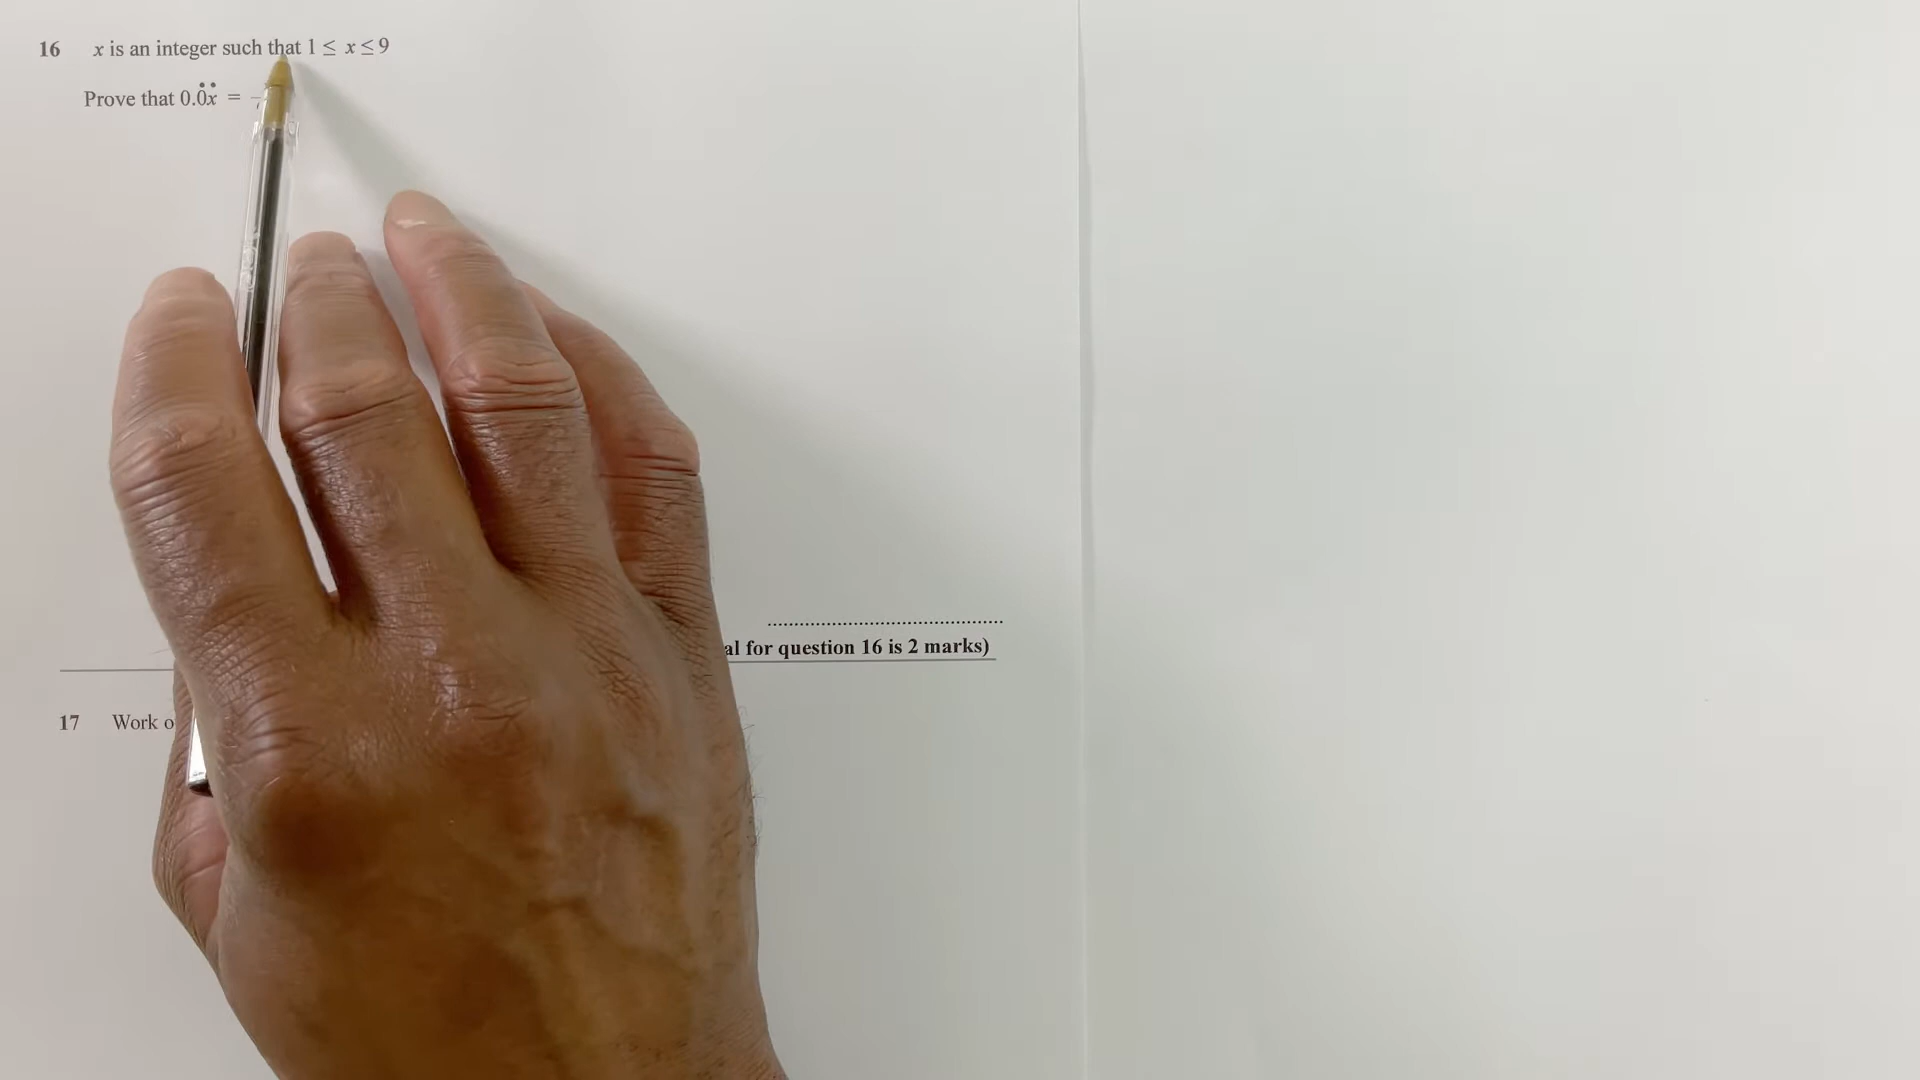 16 x is an integer such that 1 ≤ x ≤ 9
Prove that 0.0̇ẋ =
al for question 16 is 2 marks)
17 Work o